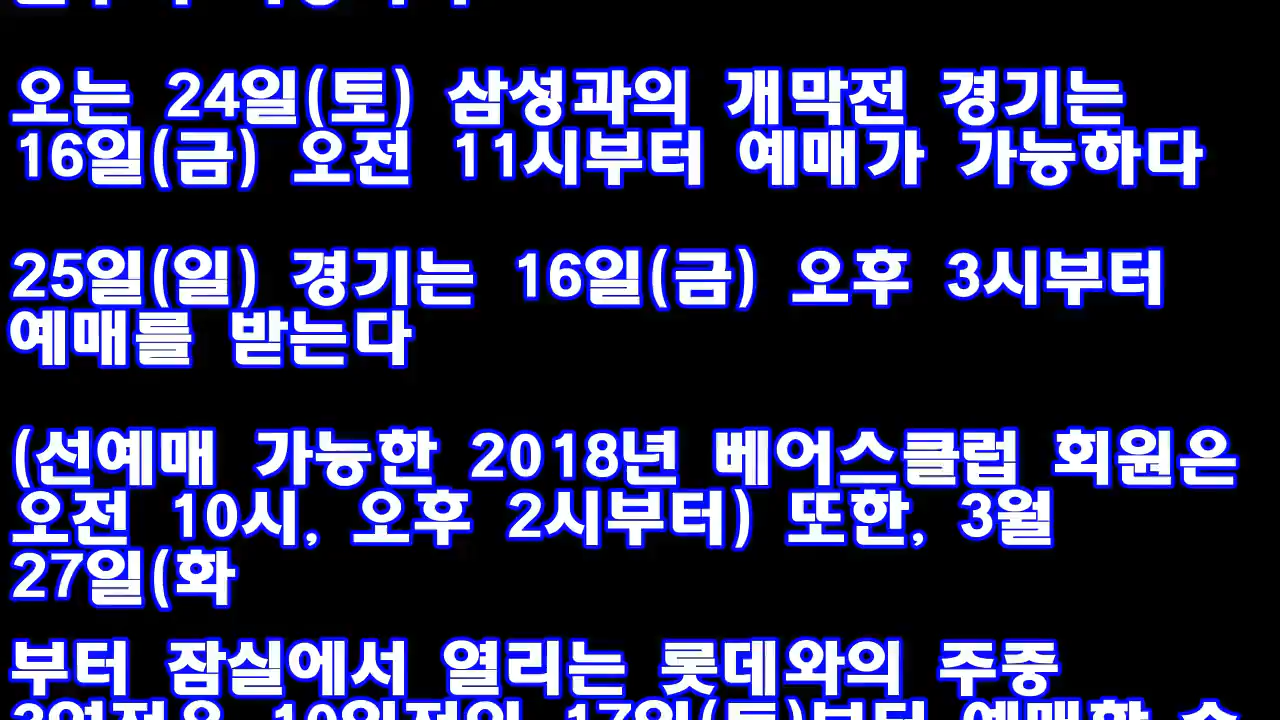 오는 24일(토) 삼성과의 개막전 경기는
16일(금) 오전 11시부터 예매가 가능하다
25일(일) 경기는 16일(금) 오후 3시부터
예매를 받는다
(선예매 가능한 2018년 베어스클럽 회원은
오전 10시, 오후 2시부터) 또한, 3월
27일(화
부터 잠실에서 열리는 롯데와의 주중